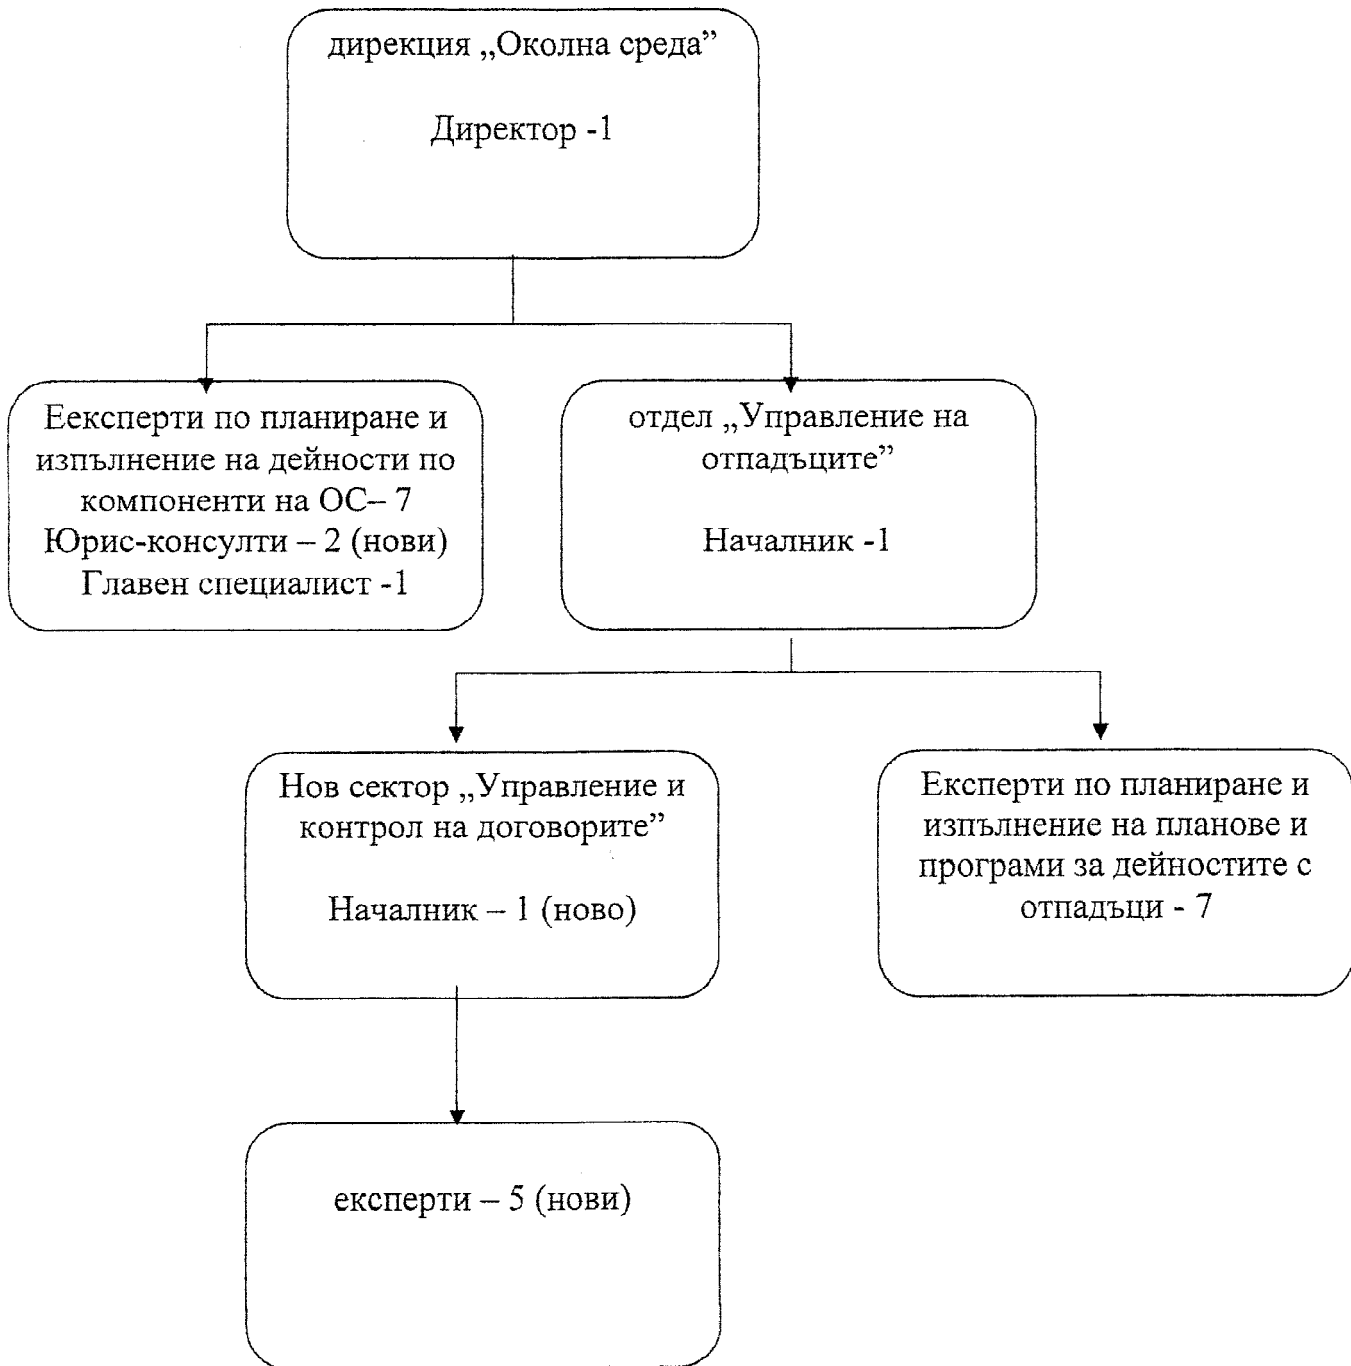 дирекция „Околна среда”
Директор -1
Еексперти по планиране и
изпълнение на дейности по
компоненти на ОС– 7
Юрис-консулти – 2 (нови)
Главен специалист -1
отдел „Управление на
отпадъците”
Началник -1
Нов сектор „Управление и
контрол на договорите”
Началник – 1 (ново)
Експерти по планиране и
изпълнение на планове и
програми за дейностите с
отпадъци - 7
експерти – 5 (нови)